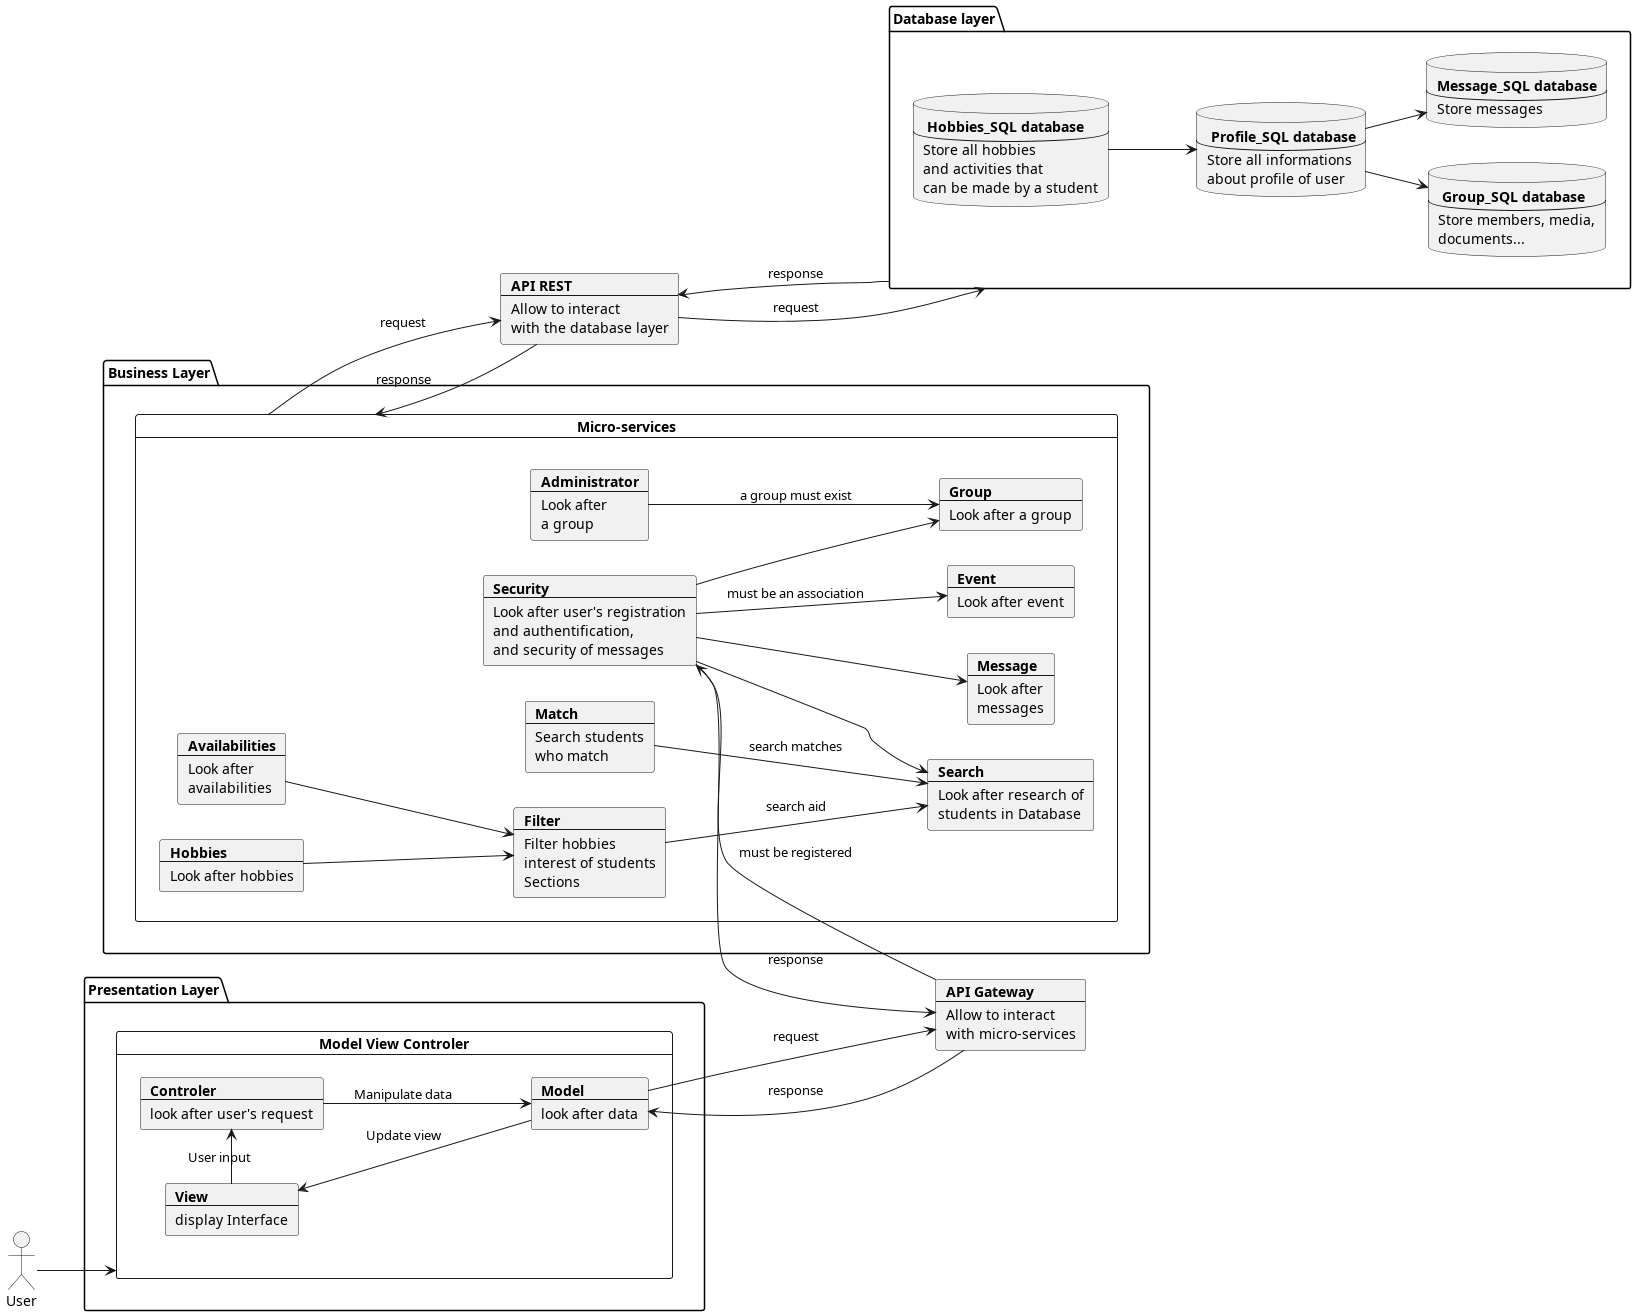 Database layer
Hobbies_SQL database
Store all hobbies
and activities that
can be made by a student
Profile_SQL database
Store all informations
about profile of user
Message_SQL database
Store messages
Group_SQL database
Store members, media,
documents...
API REST
Allow to interact
with the database layer
response
request
request
response
Business Layer
Micro-services
Administrator
Look after
a group
a group must exist
Group
Look after a group
Security
Look after user's registration
and authentification,
and security of messages
must be an association
Event
Look after event
Message
Look after
messages
Match
Search students
who match
search matches
Search
Look after research of
students in Database
Availabilities
Look after
availabilities
Filter
Filter hobbies
interest of students
Sections
search aid
Hobbies
Look after hobbies
must be registered
response
API Gateway
Allow to interact
with micro-services
request
response
Presentation Layer
Model View Controler
Controler
look after user's request
Manipulate data
Model
look after data
Update view
User input
View
display Interface
User